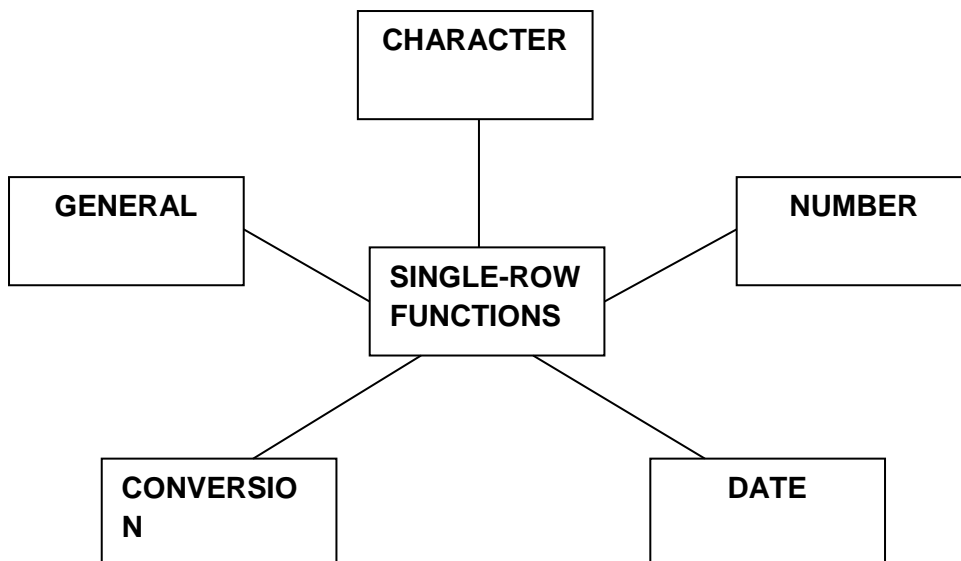 CHARACTER
GENERAL
NUMBER
SINGLE-ROW
FUNCTIONS
CONVERSIO
N
DATE